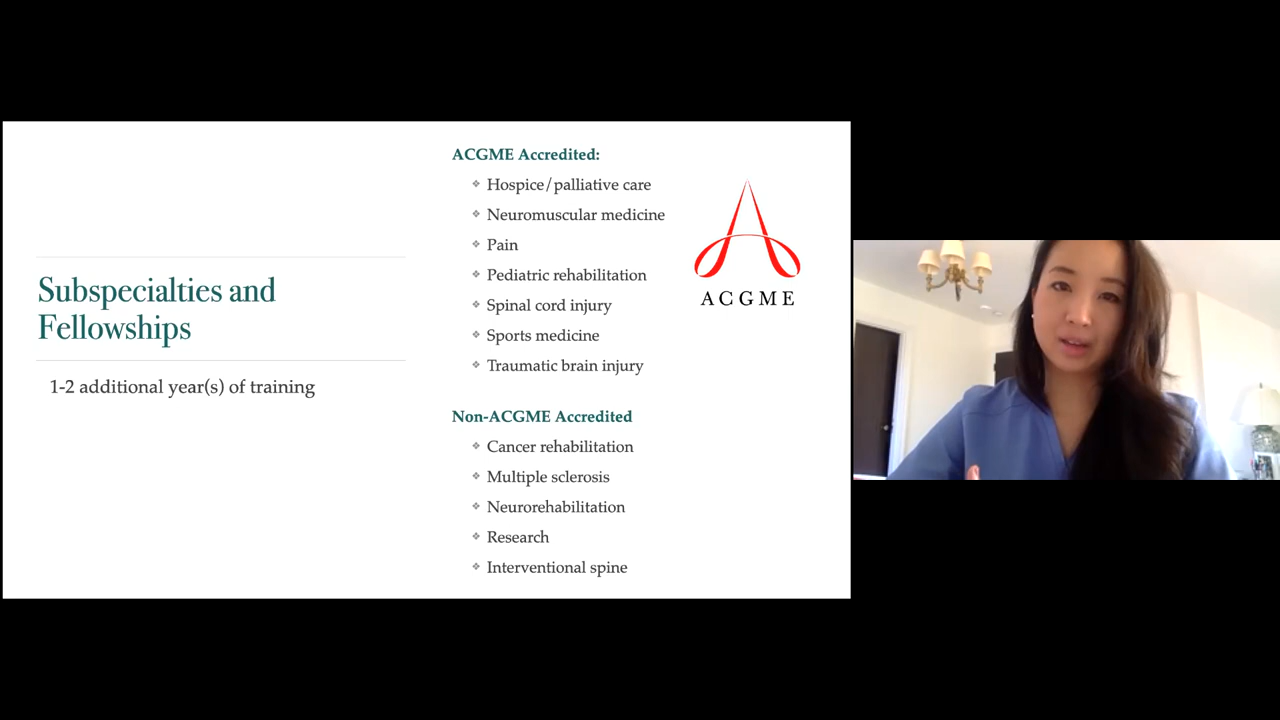 Subspecialties and
Fellowships
1-2 additional year(s) of training
ACGME Accredited:
Hospice/palliative care
Neuromuscular medicine
Pain
Pediatric rehabilitation
Spinal cord injury
Sports medicine
Traumatic brain injury
Non-ACGME Accredited
Cancer rehabilitation
Multiple sclerosis
Neurorehabilitation
Research
Interventional spine
ACGME